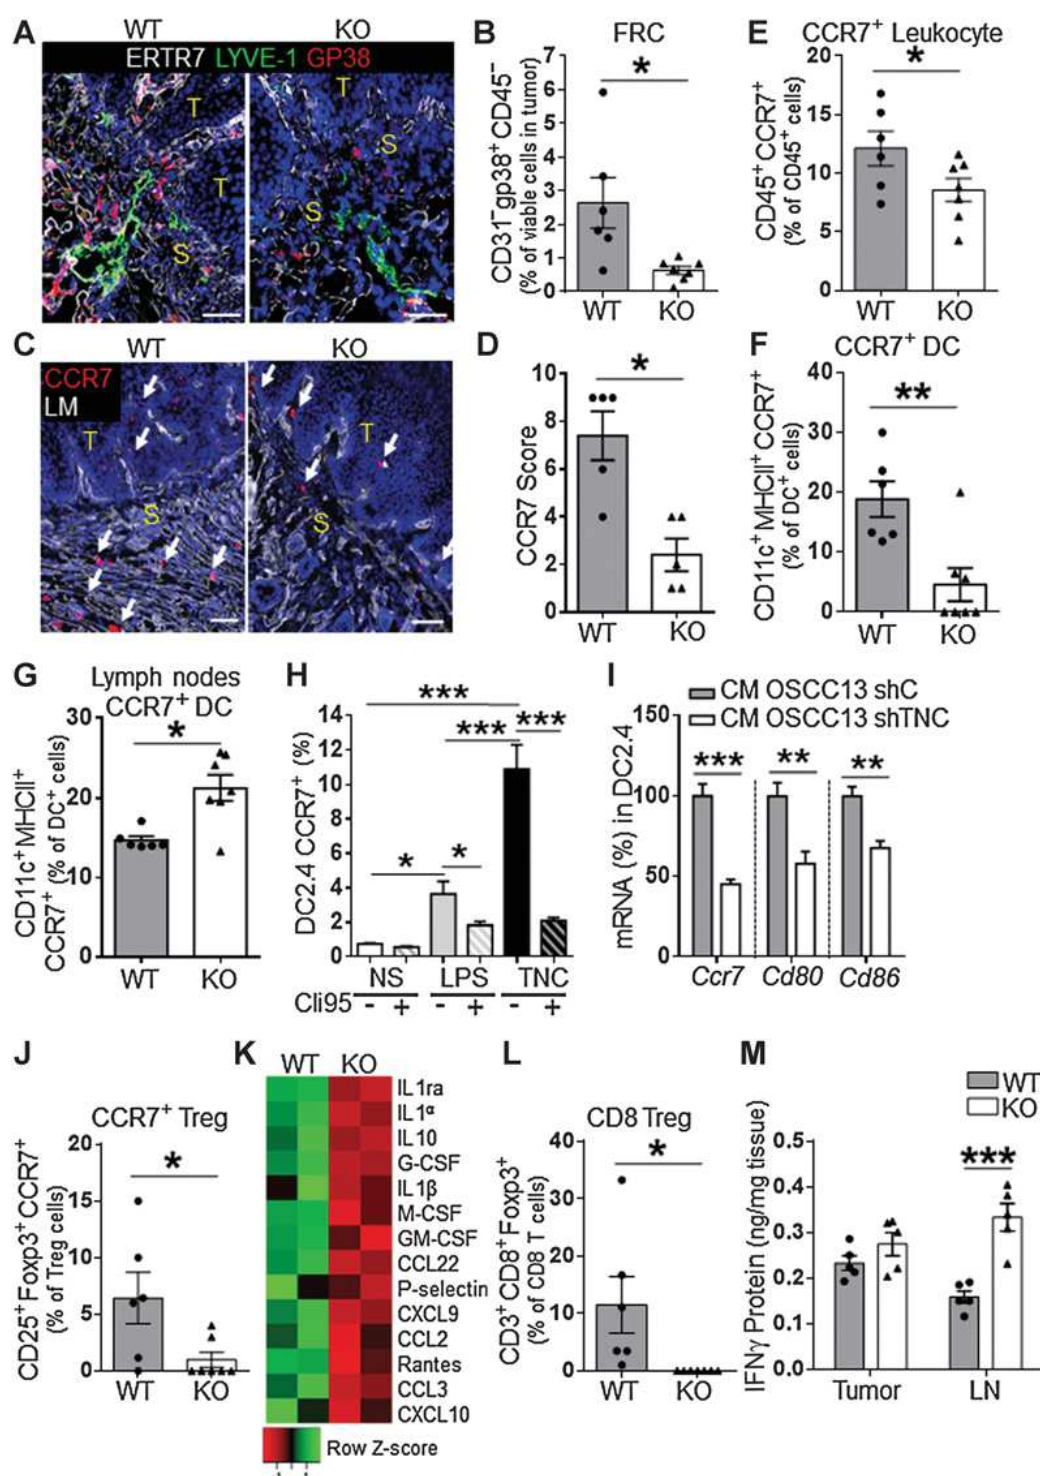 A
WT
KO
ERTR7 LYVE-1 GP38
T
T
S
T
S
S
B
FRC
CD31⁻gp38⁺ CD45⁻
(% of viable cells in tumor)
7
6
5
4
3
2
1
0
*
WT
KO
E
CCR7⁺ Leukocyte
CD45⁺ CCR7⁺
(% of CD45⁺ cells)
20
15
10
5
0
*
WT
KO
C
WT
KO
CCR7
LM
T
S
T
S
D
CCR7 Score
10
8
6
4
2
0
*
WT
KO
F
CCR7⁺ DC
CD11c⁺MHCII⁺ CCR7⁺
(% of DC⁺ cells)
40
30
20
10
0
**
WT
KO
G
Lymph nodes
CCR7⁺ DC
CD11c⁺MHCII⁺
CCR7⁺ (% of DC⁺ cells)
30
20
10
0
*
WT
KO
H
DC2.4 CCR7⁺ (%)
14
12
10
8
6
4
2
0
***
***
***
*
*
NS
LPS
TNC
Cli95
- + - + - +
I
CM OSCC13 shC
CM OSCC13 shTNC
mRNA (%) in DC2.4
150
100
50
0
***
**
**
Ccr7
Cd80
Cd86
J
CCR7⁺ Treg
CD25⁺Foxp3⁺CCR7⁺
(% of Treg cells)
20
15
10
5
0
*
WT
KO
K
WT
KO
IL1ra
IL1α
IL10
G-CSF
IL1β
M-CSF
GM-CSF
CCL22
P-selectin
CXCL9
CCL2
Rantes
CCL3
CXCL10
Row Z-score
L
CD8 Treg
CD3⁺CD8⁺Foxp3⁺
(% of CD8 T cells)
40
30
20
10
0
*
WT
KO
M
WT
KO
IFNγ Protein (ng/mg tissue)
0.5
0.4
0.3
0.2
0.1
0.0
***
Tumor
LN